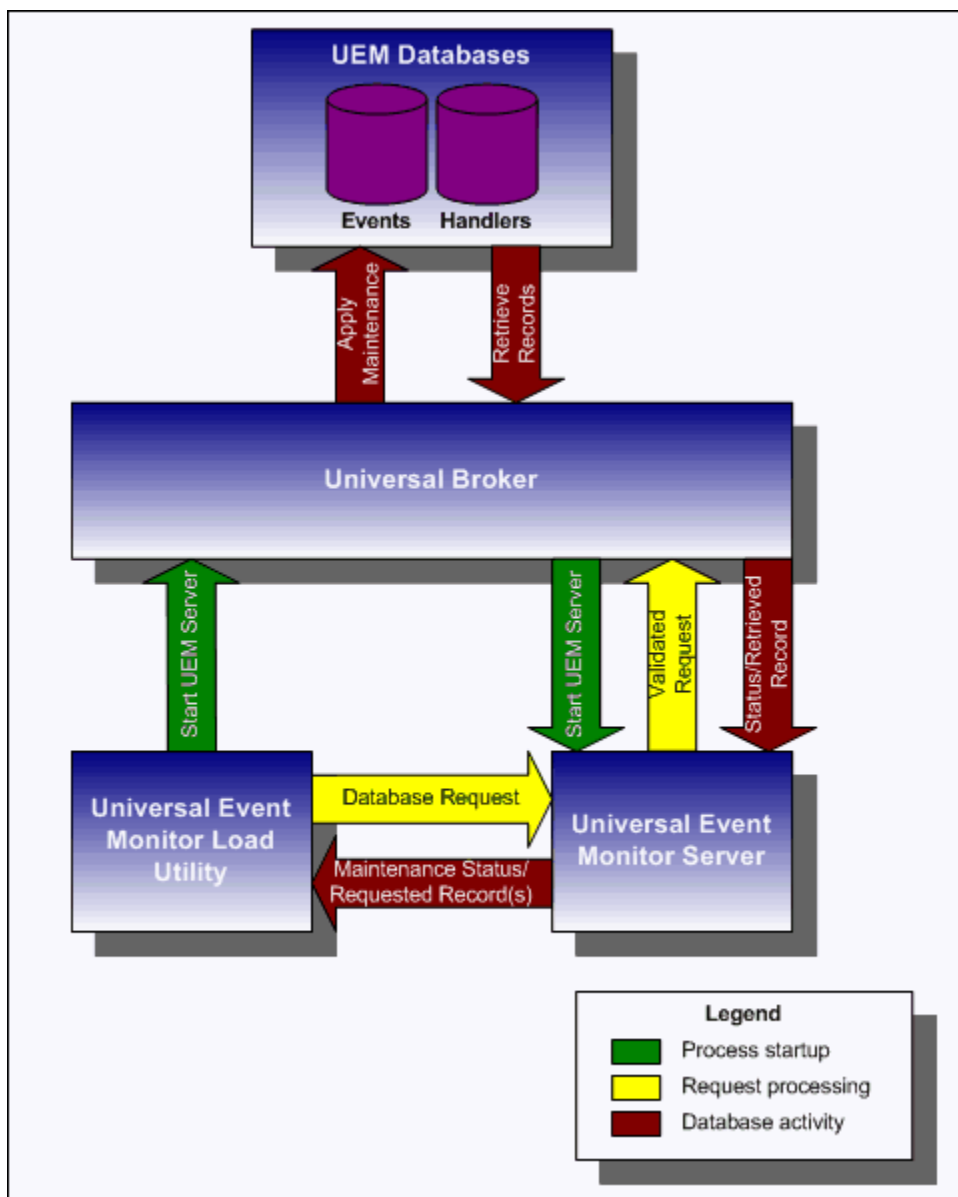 UEM Databases
Events
Handlers
Apply
Maintenance
Retrieve
Records
Universal Broker
Start UEM Server
Start UEM Server
Validated
Request
Status/Retrieved
Record
Universal Event
Monitor Load
Utility
Database Request
Maintenance Status/
Requested Record(s)
Universal Event
Monitor Server
Legend
Process startup
Request processing
Database activity